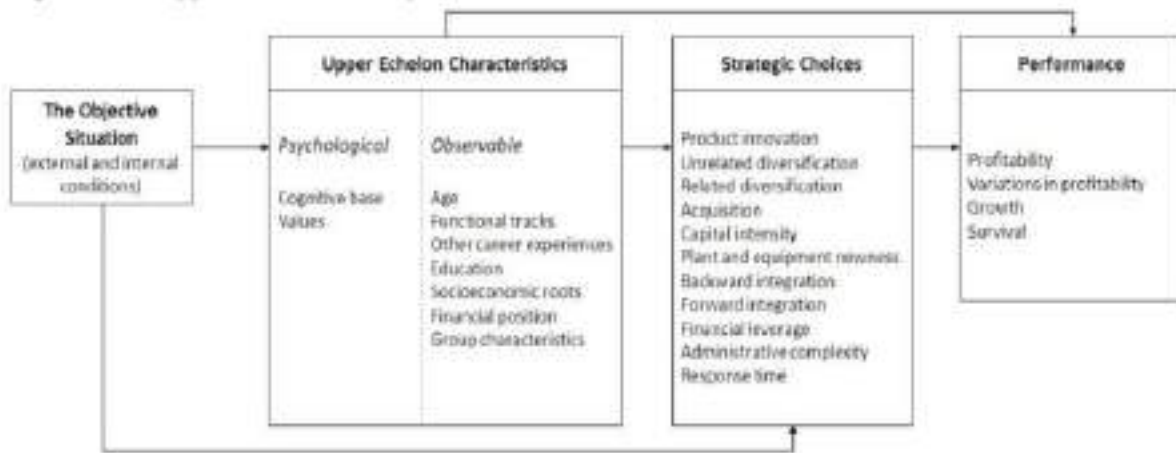 The Objective
Situation
(external and internal
conditions)
Upper Echelon Characteristics
Psychological
Cognitive base
Values
Observable
Age
Functional tracks
Other career experiences
Education
Socioeconomic roots
Financial position
Group characteristics
Strategic Choices
Product innovation
Unrelated diversification
Related diversification
Acquisition
Capital intensity
Plant and equipment newness
Backward integration
Forward integration
Financial leverage
Administrative complexity
Response time
Performance
Profitability
Variations in profitability
Growth
Survival